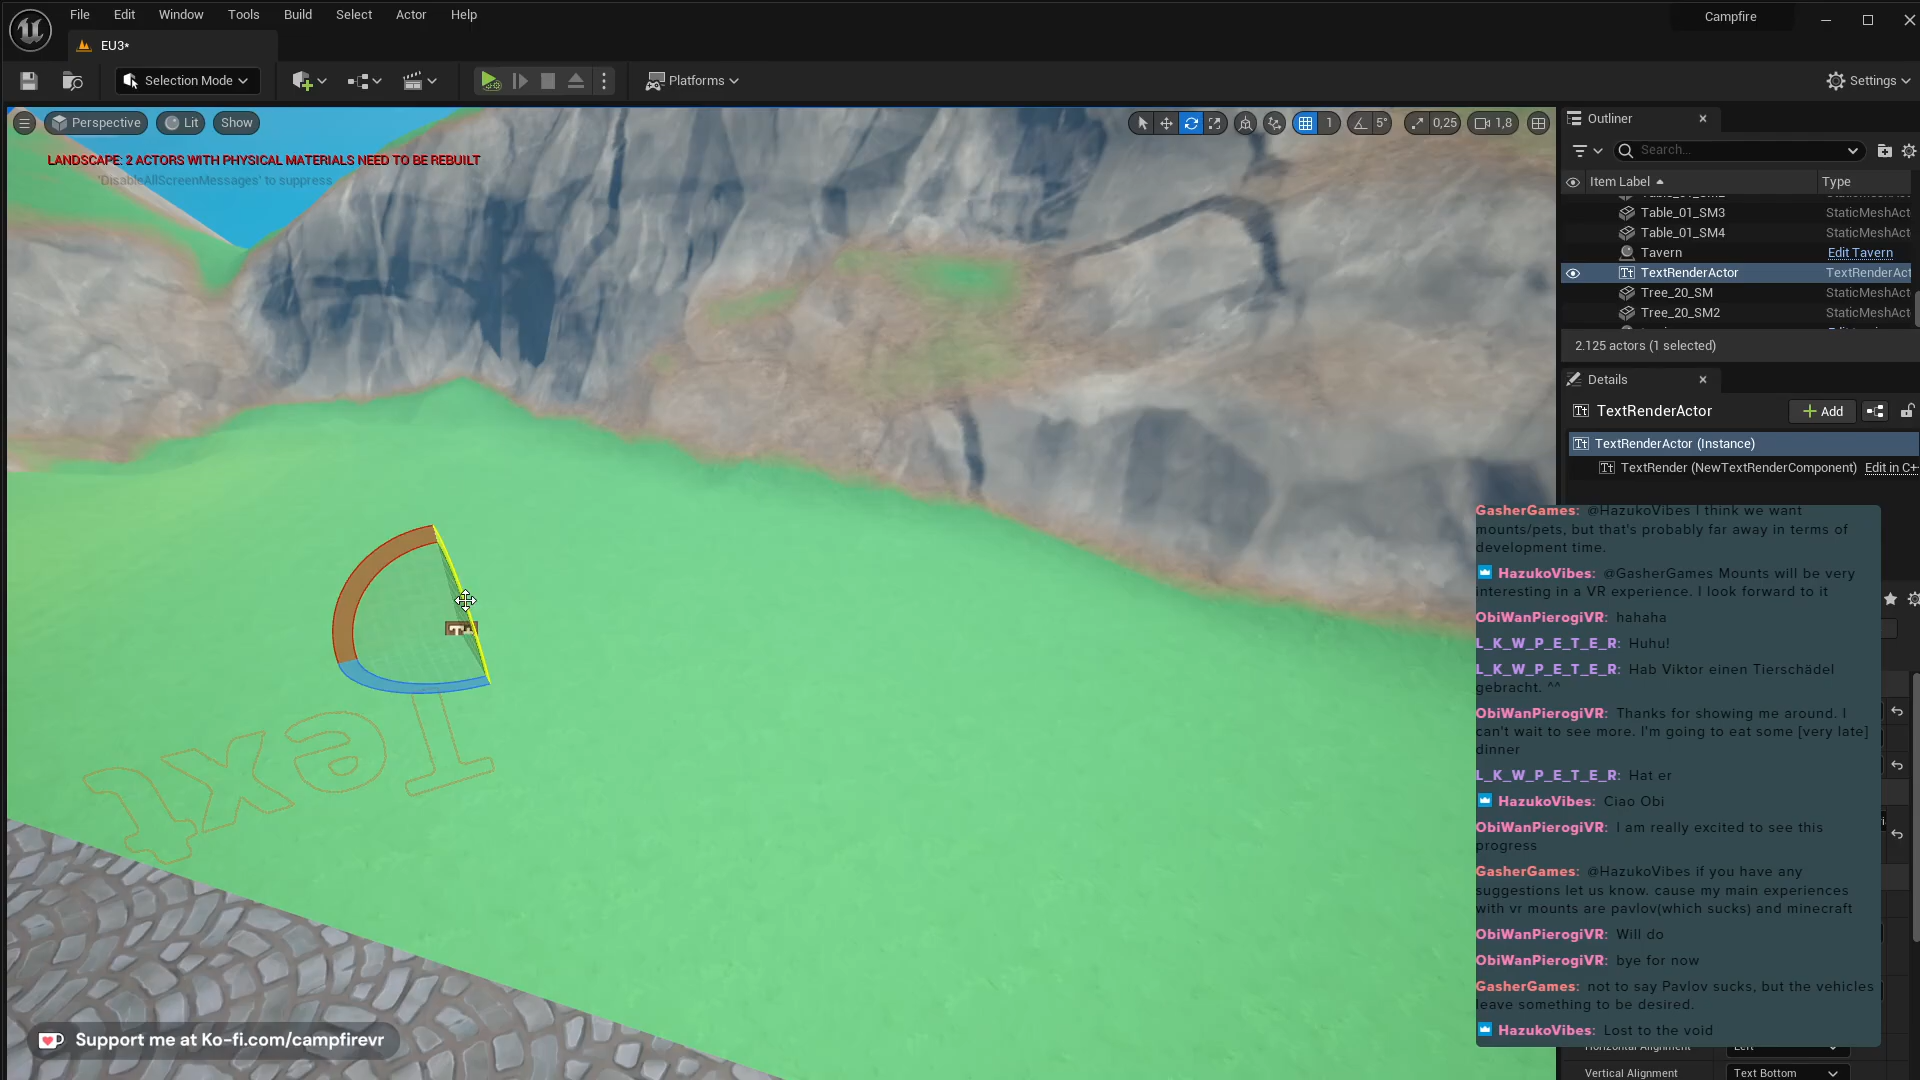 File Edit Window Tools Build Select Actor Help
Campfire
EU3*
Selection Mode
Platforms
Settings
Perspective
Lit
Show
1
5°
0,25
1,8
LANDSCAPE: 2 ACTORS WITH PHYSICAL MATERIALS NEED TO BE REBUILT
'DisableAllScreenMessages' to suppress
Outliner
Search...
Item Label
Type
Table_01_SM3 StaticMeshAct
Table_01_SM4 StaticMeshAct
Tavern Edit Tavern
TextRenderActor TextRenderAct
Tree_20_SM StaticMeshAct
Tree_20_SM2 StaticMeshAct
2.125 actors (1 selected)
Details
TextRenderActor
Add
TextRenderActor (Instance)
TextRender (NewTextRenderComponent) Edit in C+
GasherGames: @HazukoVibes I think we want
mounts/pets, but that's probably far away in terms of
development time.
HazukoVibes: @GasherGames Mounts will be very
interesting in a VR experience. I look forward to it
ObiWanPierogiVR: hahaha
L_K_W_P_E_T_E_R: Huhu!
L_K_W_P_E_T_E_R: Hab Viktor einen Tierschädel
gebracht. ^^
ObiWanPierogiVR: Thanks for showing me around. I
can't wait to see more. I'm going to eat some [very late]
dinner
L_K_W_P_E_T_E_R: Hat er
HazukoVibes: Ciao Obi
ObiWanPierogiVR: I am really excited to see this
progress
GasherGames: @HazukoVibes if you have any
suggestions let us know. cause my main experiences
with vr mounts are pavlov(which sucks) and minecraft
ObiWanPierogiVR: Will do
ObiWanPierogiVR: bye for now
GasherGames: not to say Pavlov sucks, but the vehicles
leave something to be desired.
HazukoVibes: Lost to the void
Horizontal Alignment Left
Vertical Alignment Text Bottom
Text
Support me at Ko-fi.com/campfirevr